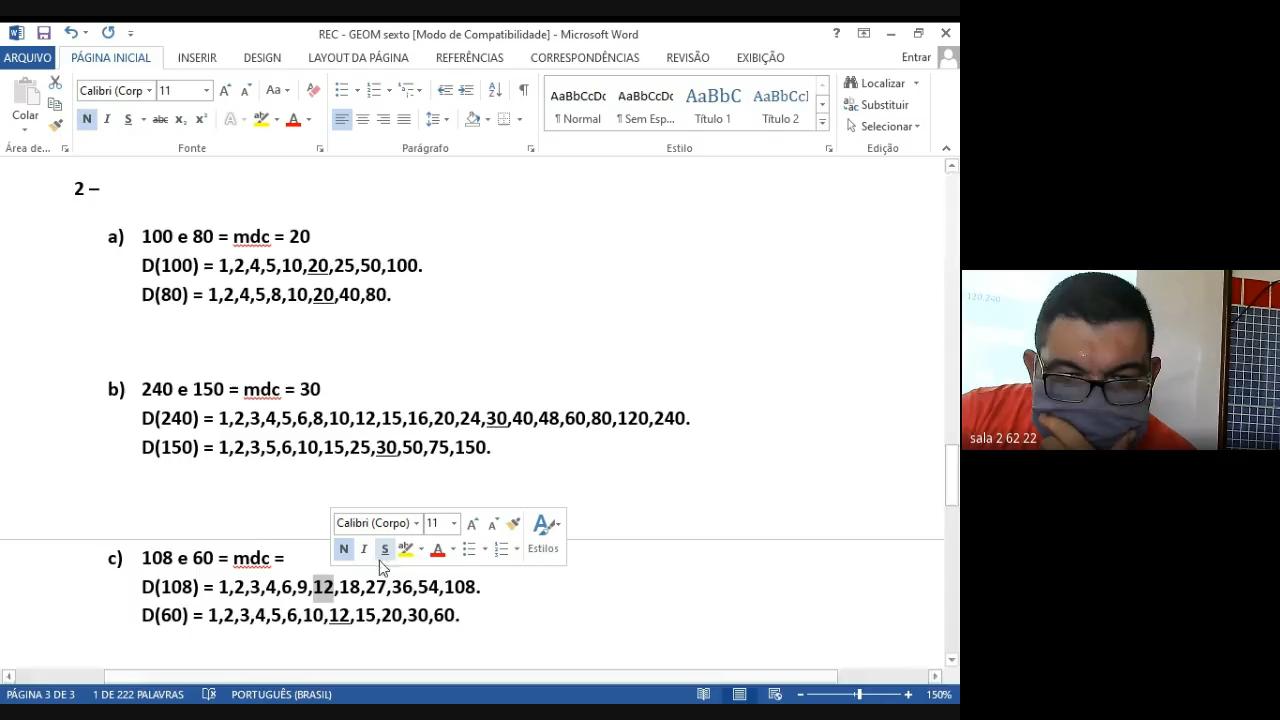 REC - GEOM sexto [Modo de Compatibilidade] - Microsoft Word
ARQUIVO PÁGINA INICIAL INSERIR DESIGN LAYOUT DA PÁGINA REFERÊNCIAS CORRESPONDÊNCIAS REVISÃO EXIBIÇÃO Entrar
Colar
Calibri (Corp 11 Aa
N I S abc x₂ x² A A
AaBbCcDc AaBbCcDc AaBbC AaBbCcI
¶ Normal ¶ Sem Esp... Título 1 Título 2
Localizar
Substituir
Selecionar
Área de... Fonte Parágrafo Estilo Edição
2 –
a) 100 e 80 = mdc = 20
D(100) = 1,2,4,5,10,20,25,50,100.
D(80) = 1,2,4,5,8,10,20,40,80.
b) 240 e 150 = mdc = 30
D(240) = 1,2,3,4,5,6,8,10,12,15,16,20,24,30,40,48,60,80,120,240.
D(150) = 1,2,3,5,6,10,15,25,30,50,75,150.
Calibri (Corpo) 11
N I S A Estilos
c) 108 e 60 = mdc =
D(108) = 1,2,3,4,6,9,12,18,27,36,54,108.
D(60) = 1,2,3,4,5,6,10,12,15,20,30,60.
PÁGINA 3 DE 3 1 DE 222 PALAVRAS PORTUGUÊS (BRASIL) 150%
120,240
sala 2 62 22